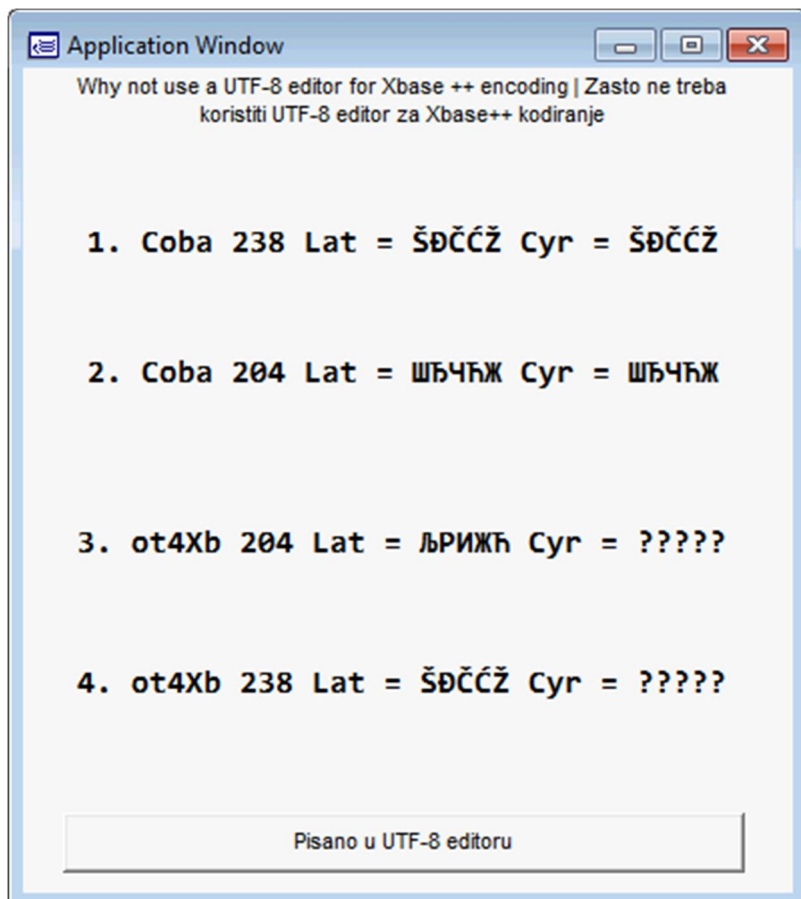 Application Window
Why not use a UTF-8 editor for Xbase ++ encoding | Zasto ne treba
koristiti UTF-8 editor za Xbase++ kodiranje
1. Coba 238 Lat = ŠĐČĆŽ Cyr = ŠĐČĆŽ
2. Coba 204 Lat = ШЂЧЋЖ Cyr = ШЂЧЋЖ
3. ot4Xb 204 Lat = ЉРИЖЋ Cyr = ?????
4. ot4Xb 238 Lat = ŠĐČĆŽ Cyr = ?????
Pisano u UTF-8 editoru